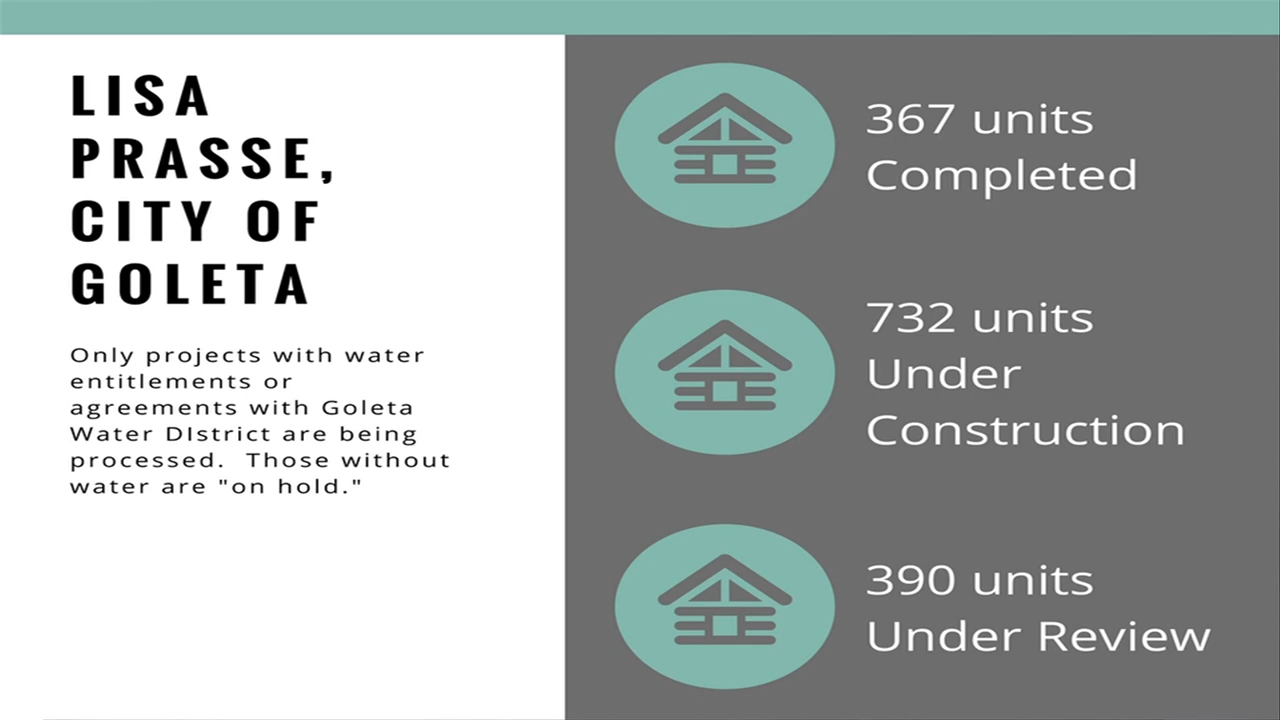 LISA
PRASSE,
CITY OF
GOLETA
Only projects with water
entitlements or
agreements with Goleta
Water DIstrict are being
processed.  Those without
water are "on hold."
367 units
Completed
732 units
Under
Construction
390 units
Under Review